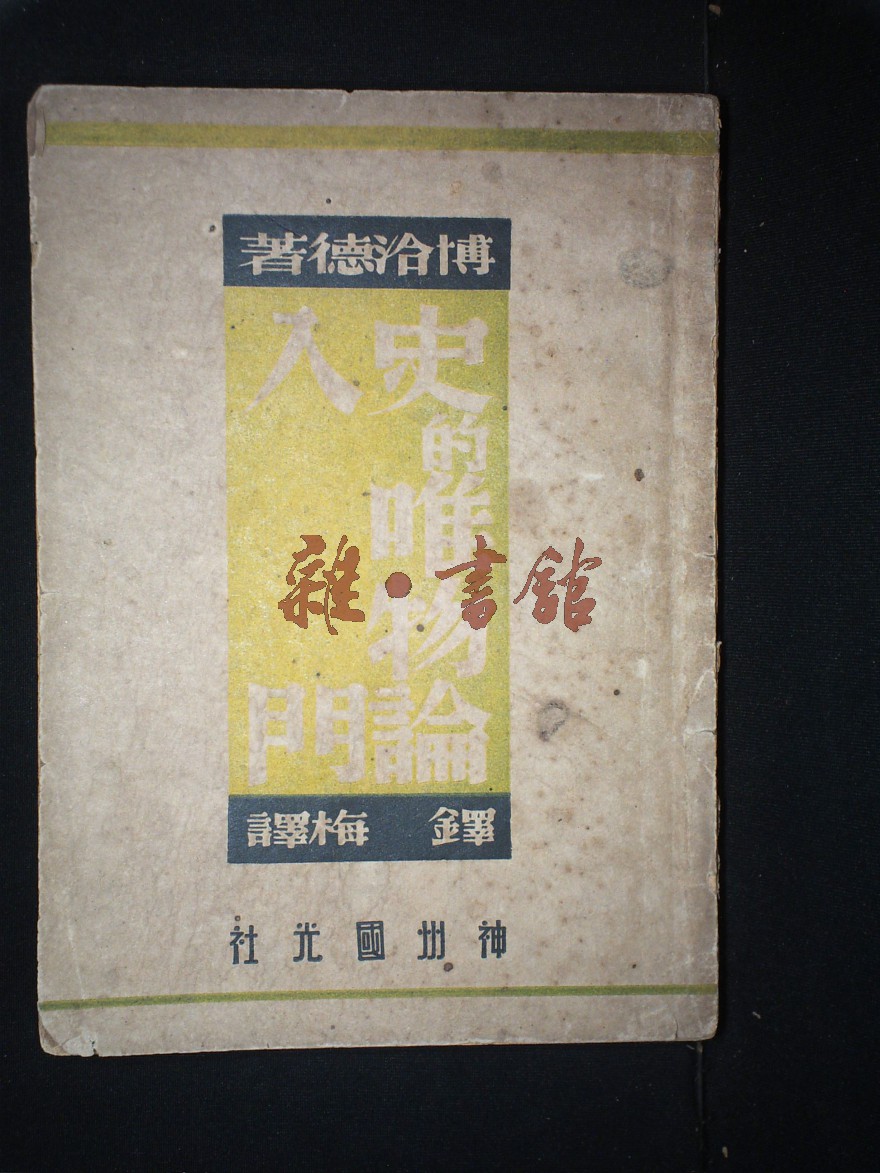 博洽德著
史的唯物論
入門
鐸梅譯
神州國光社
雜·書館